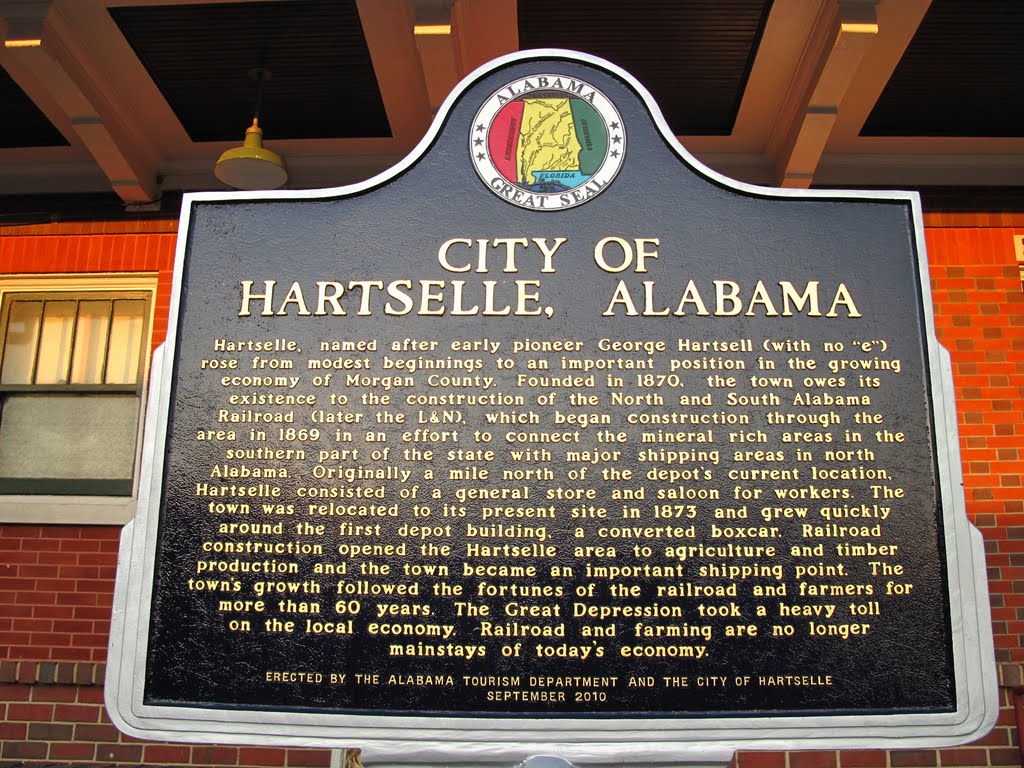 ALABAMA
FLORIDA
GREAT SEAL
CITY OF
HARTSELLE, ALABAMA
Hartselle, named after early pioneer George Hartsell (with no "e")
rose from modest beginnings to an important position in the growing
economy of Morgan County. Founded in 1870, the town owes its
existence to the construction of the North and South Alabama
Railroad (later the L&N), which began construction through the
area in 1869 in an effort to connect the mineral rich areas in the
southern part of the state with major shipping areas in north
Alabama. Originally a mile north of the depot's current location,
Hartselle consisted of a general store and saloon for workers. The
town was relocated to its present site in 1873 and grew quickly
around the first depot building, a converted boxcar. Railroad
construction opened the Hartselle area to agriculture and timber
production and the town became an important shipping point. The
town's growth followed the fortunes of the railroad and farmers for
more than 60 years. The Great Depression took a heavy toll
on the local economy. Railroad and farming are no longer
mainstays of today's economy.
ERECTED BY THE ALABAMA TOURISM DEPARTMENT AND THE CITY OF HARTSELLE
SEPTEMBER 2010